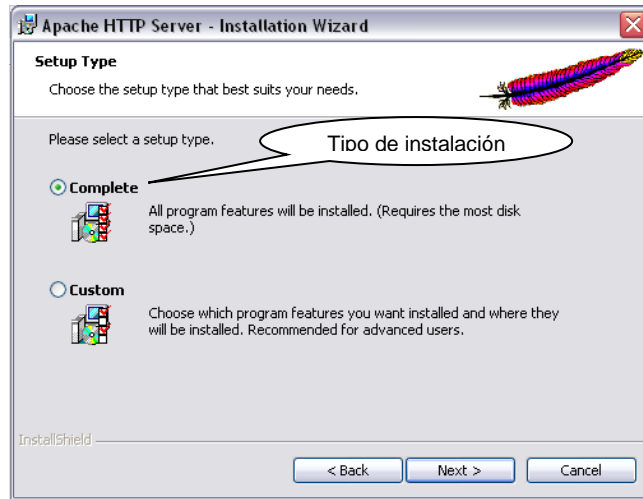 Apache HTTP Server - Installation Wizard
Setup Type
Choose the setup type that best suits your needs.
Please select a setup type.
Tipo de instalación
Complete
All program features will be installed. (Requires the most disk
space.)
Custom
Choose which program features you want installed and where they
will be installed. Recommended for advanced users.
InstallShield
< Back
Next >
Cancel